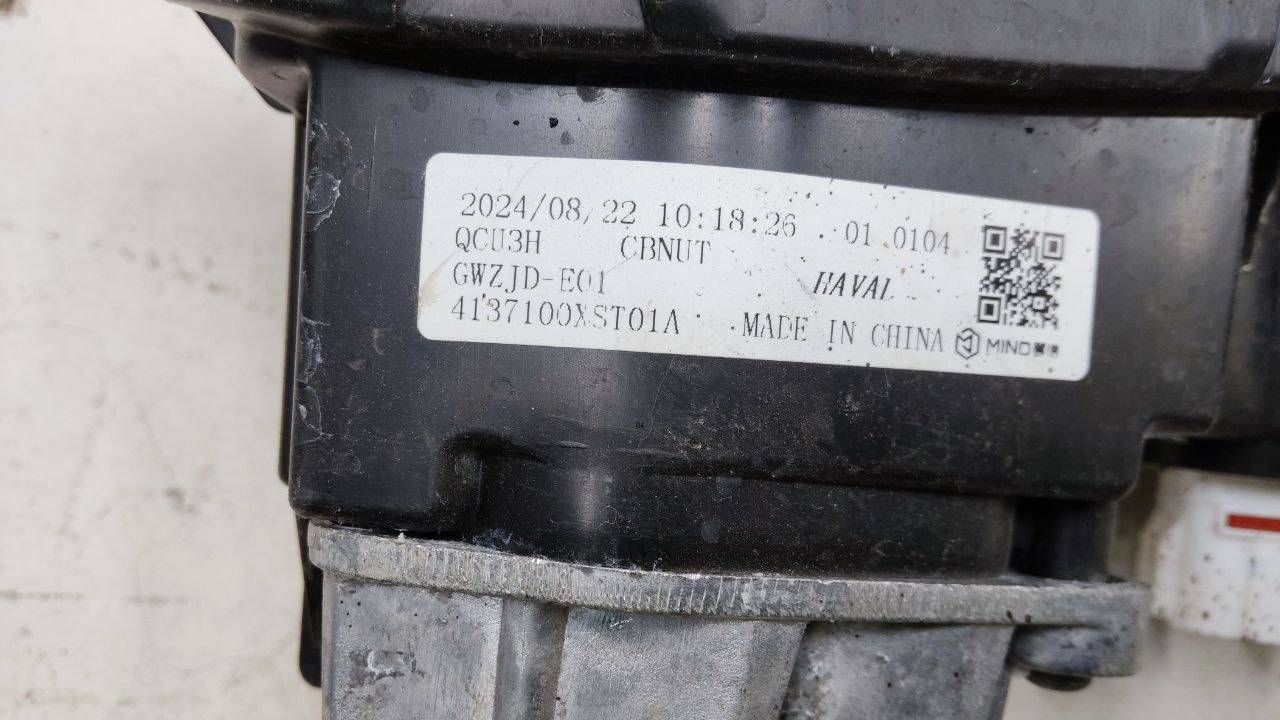 2024/08/22 10:18:26 . 01 0104
QCU3H CBNUT
GWZJD-E01 HAVAL
4137100XST01A MADE IN CHINA MIND